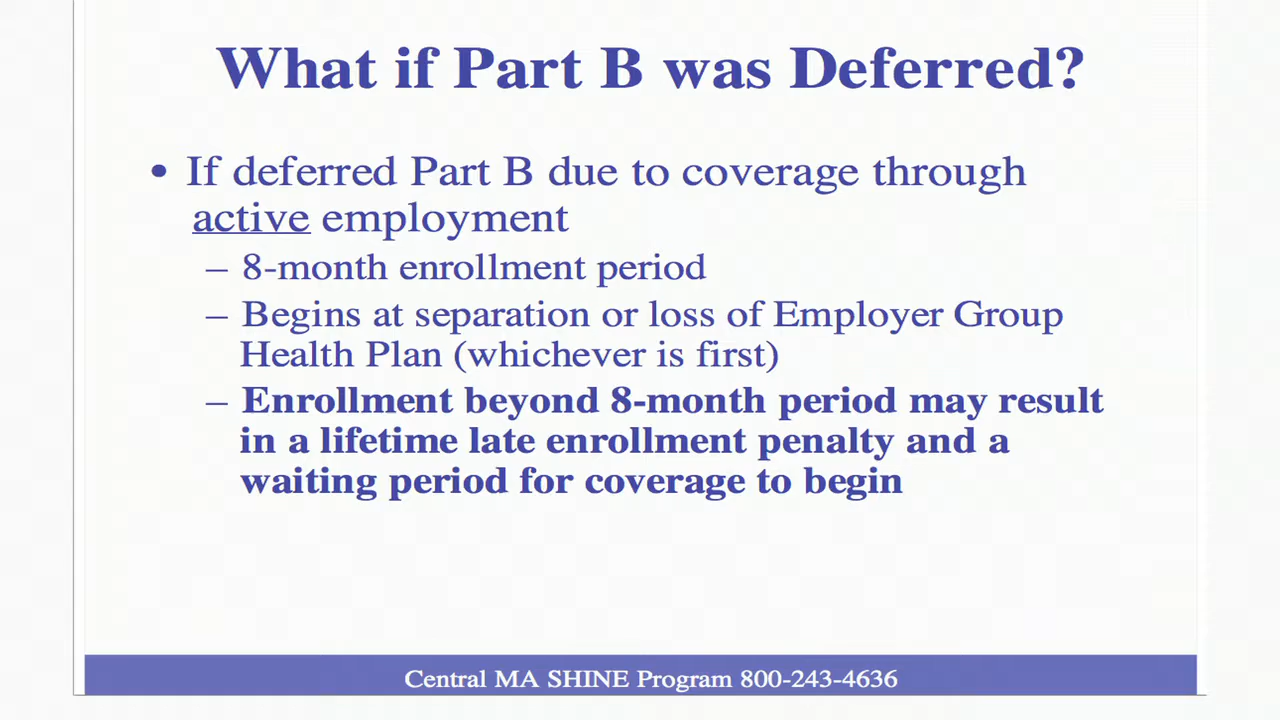 What if Part B was Deferred?
• If deferred Part B due to coverage through
active employment
– 8-month enrollment period
– Begins at separation or loss of Employer Group
Health Plan (whichever is first)
– Enrollment beyond 8-month period may result
in a lifetime late enrollment penalty and a
waiting period for coverage to begin
Central MA SHINE Program 800-243-4636